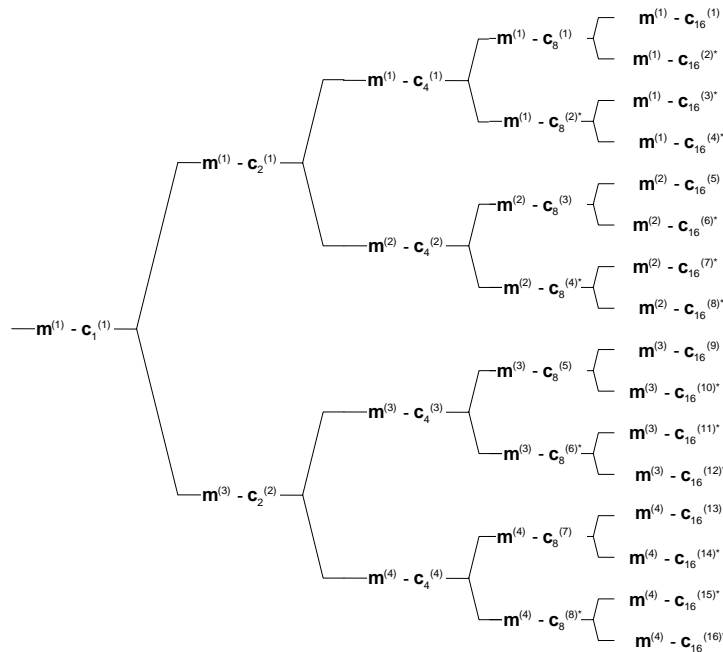 m⁽¹⁾ - c₁₆⁽¹⁾
m⁽¹⁾ - c₈⁽¹⁾
m⁽¹⁾ - c₁₆⁽²⁾*
m⁽¹⁾ - c₄⁽¹⁾
m⁽¹⁾ - c₁₆⁽³⁾*
m⁽¹⁾ - c₈⁽²⁾*
m⁽¹⁾ - c₁₆⁽⁴⁾*
m⁽¹⁾ - c₂⁽¹⁾
m⁽²⁾ - c₁₆⁽⁵⁾
m⁽²⁾ - c₈⁽³⁾
m⁽²⁾ - c₁₆⁽⁶⁾*
m⁽²⁾ - c₄⁽²⁾
m⁽²⁾ - c₁₆⁽⁷⁾*
m⁽²⁾ - c₈⁽⁴⁾*
m⁽²⁾ - c₁₆⁽⁸⁾*
m⁽¹⁾ - c₁⁽¹⁾
m⁽³⁾ - c₁₆⁽⁹⁾
m⁽³⁾ - c₈⁽⁵⁾
m⁽³⁾ - c₁₆⁽¹⁰⁾*
m⁽³⁾ - c₄⁽³⁾
m⁽³⁾ - c₁₆⁽¹¹⁾*
m⁽³⁾ - c₈⁽⁶⁾*
m⁽³⁾ - c₁₆⁽¹²⁾*
m⁽³⁾ - c₂⁽²⁾
m⁽⁴⁾ - c₁₆⁽¹³⁾
m⁽⁴⁾ - c₈⁽⁷⁾
m⁽⁴⁾ - c₁₆⁽¹⁴⁾*
m⁽⁴⁾ - c₄⁽⁴⁾
m⁽⁴⁾ - c₁₆⁽¹⁵⁾*
m⁽⁴⁾ - c₈⁽⁸⁾*
m⁽⁴⁾ - c₁₆⁽¹⁶⁾*